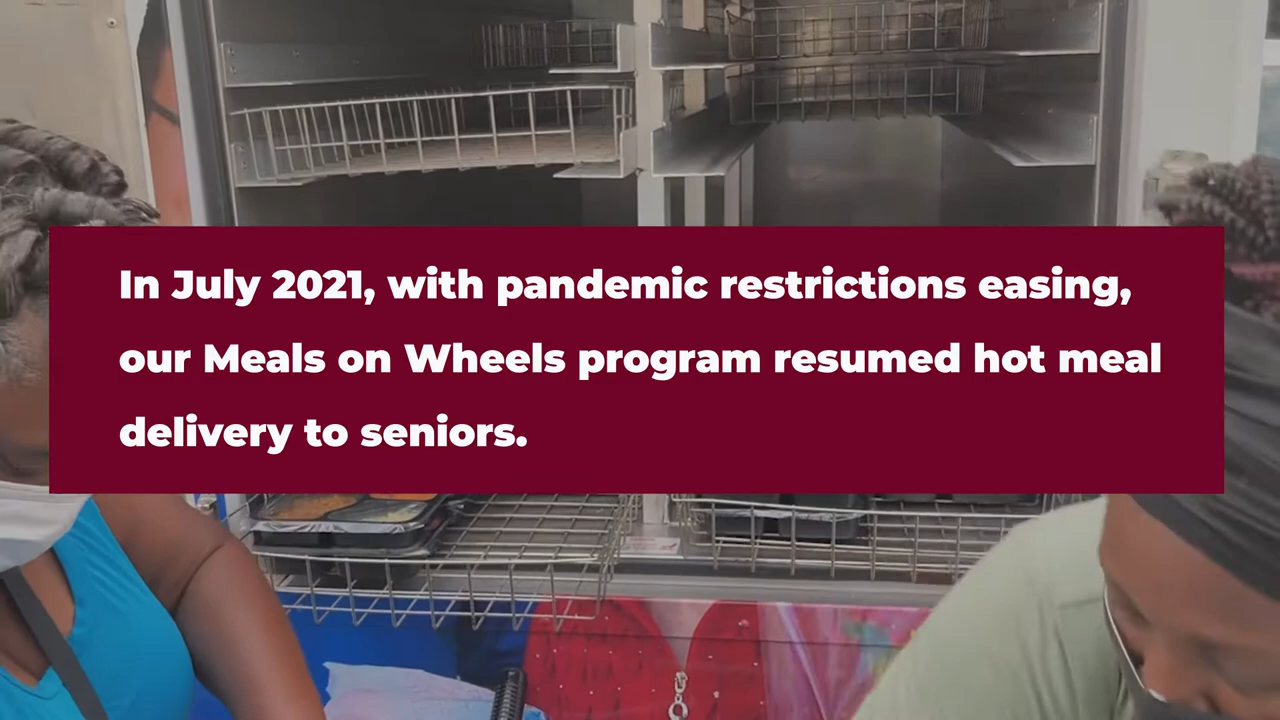 In July 2021, with pandemic restrictions easing,
our Meals on Wheels program resumed hot meal
delivery to seniors.